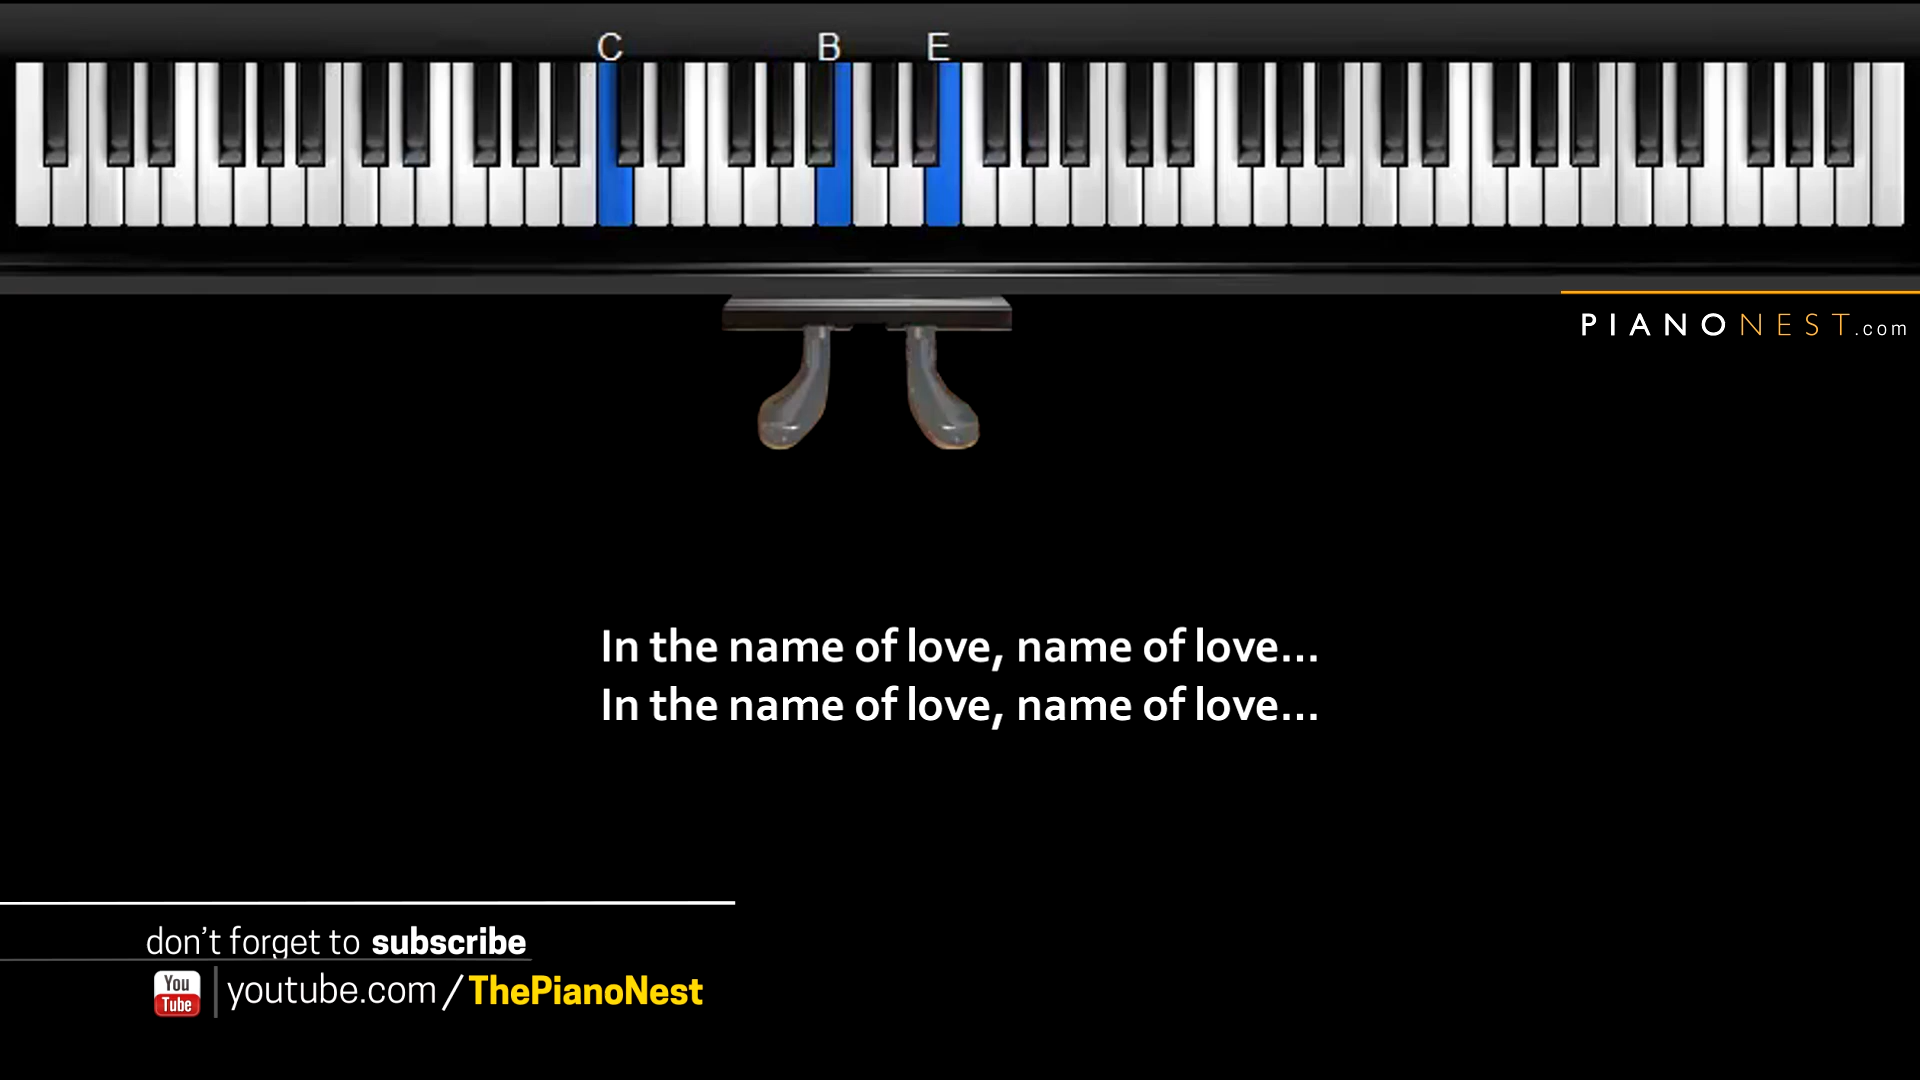 C B E
PIANONEST.com
In the name of love, name of love...
In the name of love, name of love...
don't forget to subscribe
You Tube youtube.com/ThePianoNest